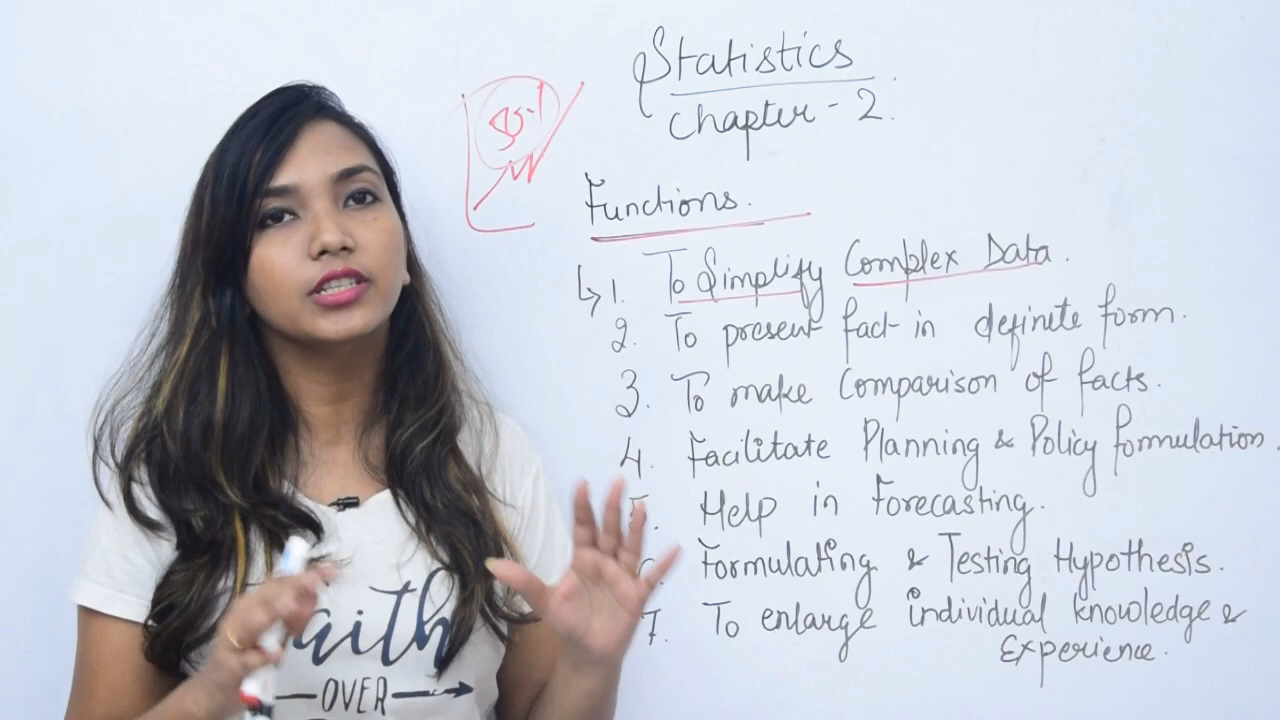 Statistics
Chapter - 2.
Functions.
↳ 1. To Simplify Complex Data.
2. To present fact in definite form.
3. To make Comparison of facts.
4. Facilitate Planning & Policy formulation.
5. Help in Forecasting.
Formulating & Testing Hypothesis.
7. To enlarge individual knowledge &
Experience.
Faith
OVER